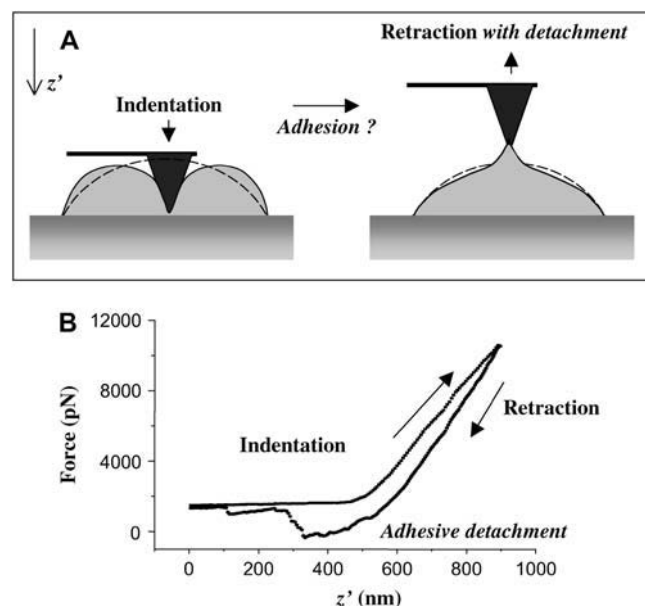 A
z'
Indentation
Adhesion ?
Retraction with detachment
B
12000
8000
4000
0
Force (pN)
Indentation
Retraction
Adhesive detachment
0 200 400 600 800 1000
z' (nm)